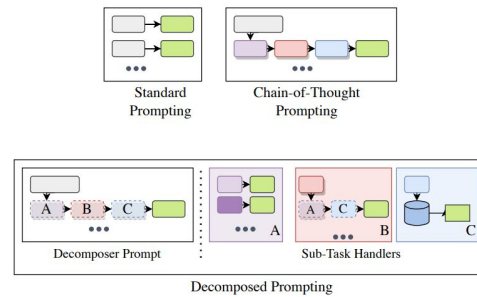 Standard
Prompting
Chain-of-Thought
Prompting
A B C
Decomposer Prompt
A
A C
B
C
Sub-Task Handlers
Decomposed Prompting